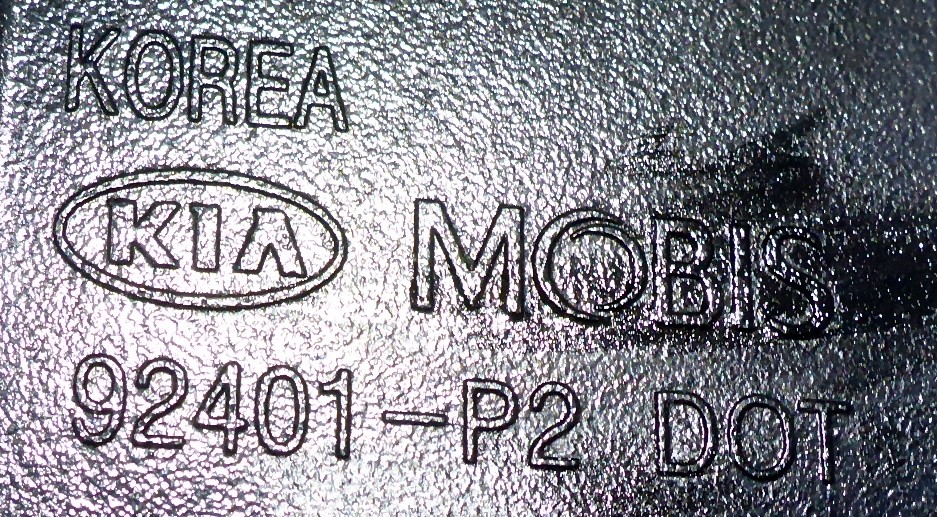 KOREA
KIA MOBIS
92401-P2 DOT